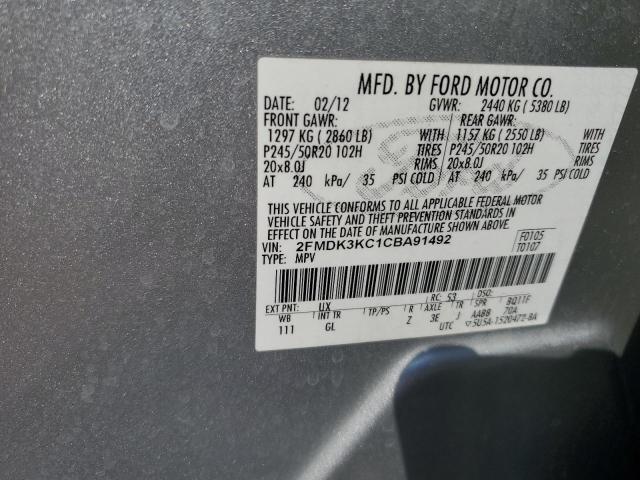 MFD. BY FORD MOTOR CO.
DATE: 02/12 GVWR: 2440 KG ( 5380 LB)
FRONT GAWR: REAR GAWR:
1297 KG ( 2860 LB) WITH 1157 KG ( 2550 LB) WITH
P245/50R20 102H TIRES P245/50R20 102H TIRES
20x8.0J RIMS 20x8.0J RIMS
AT 240 kPa/ 35 PSI COLD AT 240 kPa/ 35 PSI COLD
THIS VEHICLE CONFORMS TO ALL APPLICABLE FEDERAL MOTOR
VEHICLE SAFETY AND THEFT PREVENTION STANDARDS IN
EFFECT ON THE DATE OF MANUFACTURE SHOWN ABOVE.
VIN: 2FMDK3KC1CBA91492 F0105
TYPE: MPV T0107
EXT PNT: UX RC: 53 DSO:
WB INT TR TP/PS R AXLE TR SPR
111 GL Z 3E J AABB 70A
UTC
Ford